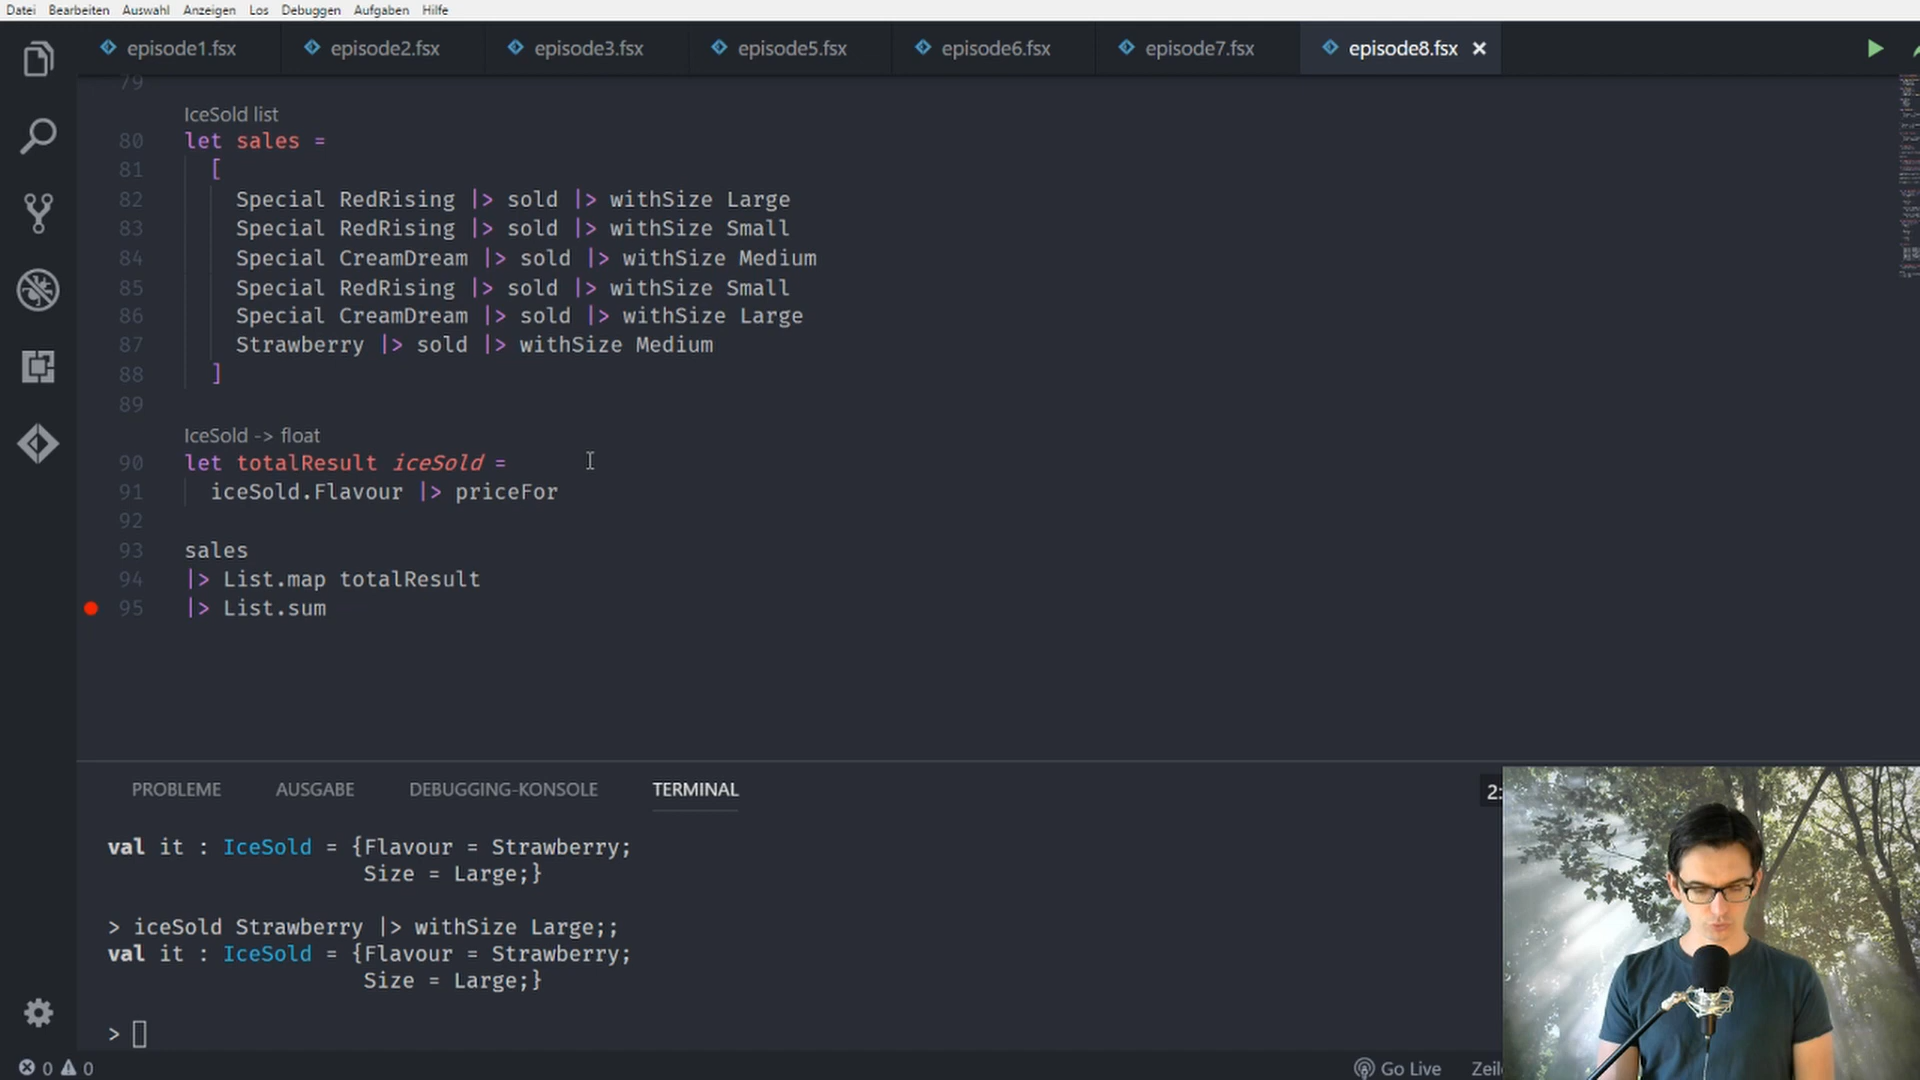 Datei Bearbeiten Auswahl Anzeigen Los Debuggen Aufgaben Hilfe
episode1.fsx episode2.fsx episode3.fsx episode5.fsx episode6.fsx episode7.fsx episode8.fsx
79
IceSold list
80 let sales =
81 [
82 Special RedRising |> sold |> withSize Large
83 Special RedRising |> sold |> withSize Small
84 Special CreamDream |> sold |> withSize Medium
85 Special RedRising |> sold |> withSize Small
86 Special CreamDream |> sold |> withSize Large
87 Strawberry |> sold |> withSize Medium
88 ]
89
IceSold -> float
90 let totalResult iceSold =
91 iceSold.Flavour |> priceFor
92
93 sales
94 |> List.map totalResult
95 |> List.sum
PROBLEME AUSGABE DEBUGGING-KONSOLE TERMINAL 2:
val it : IceSold = {Flavour = Strawberry;
Size = Large;}
> iceSold Strawberry |> withSize Large;;
val it : IceSold = {Flavour = Strawberry;
Size = Large;}
>
0 0 Go Live